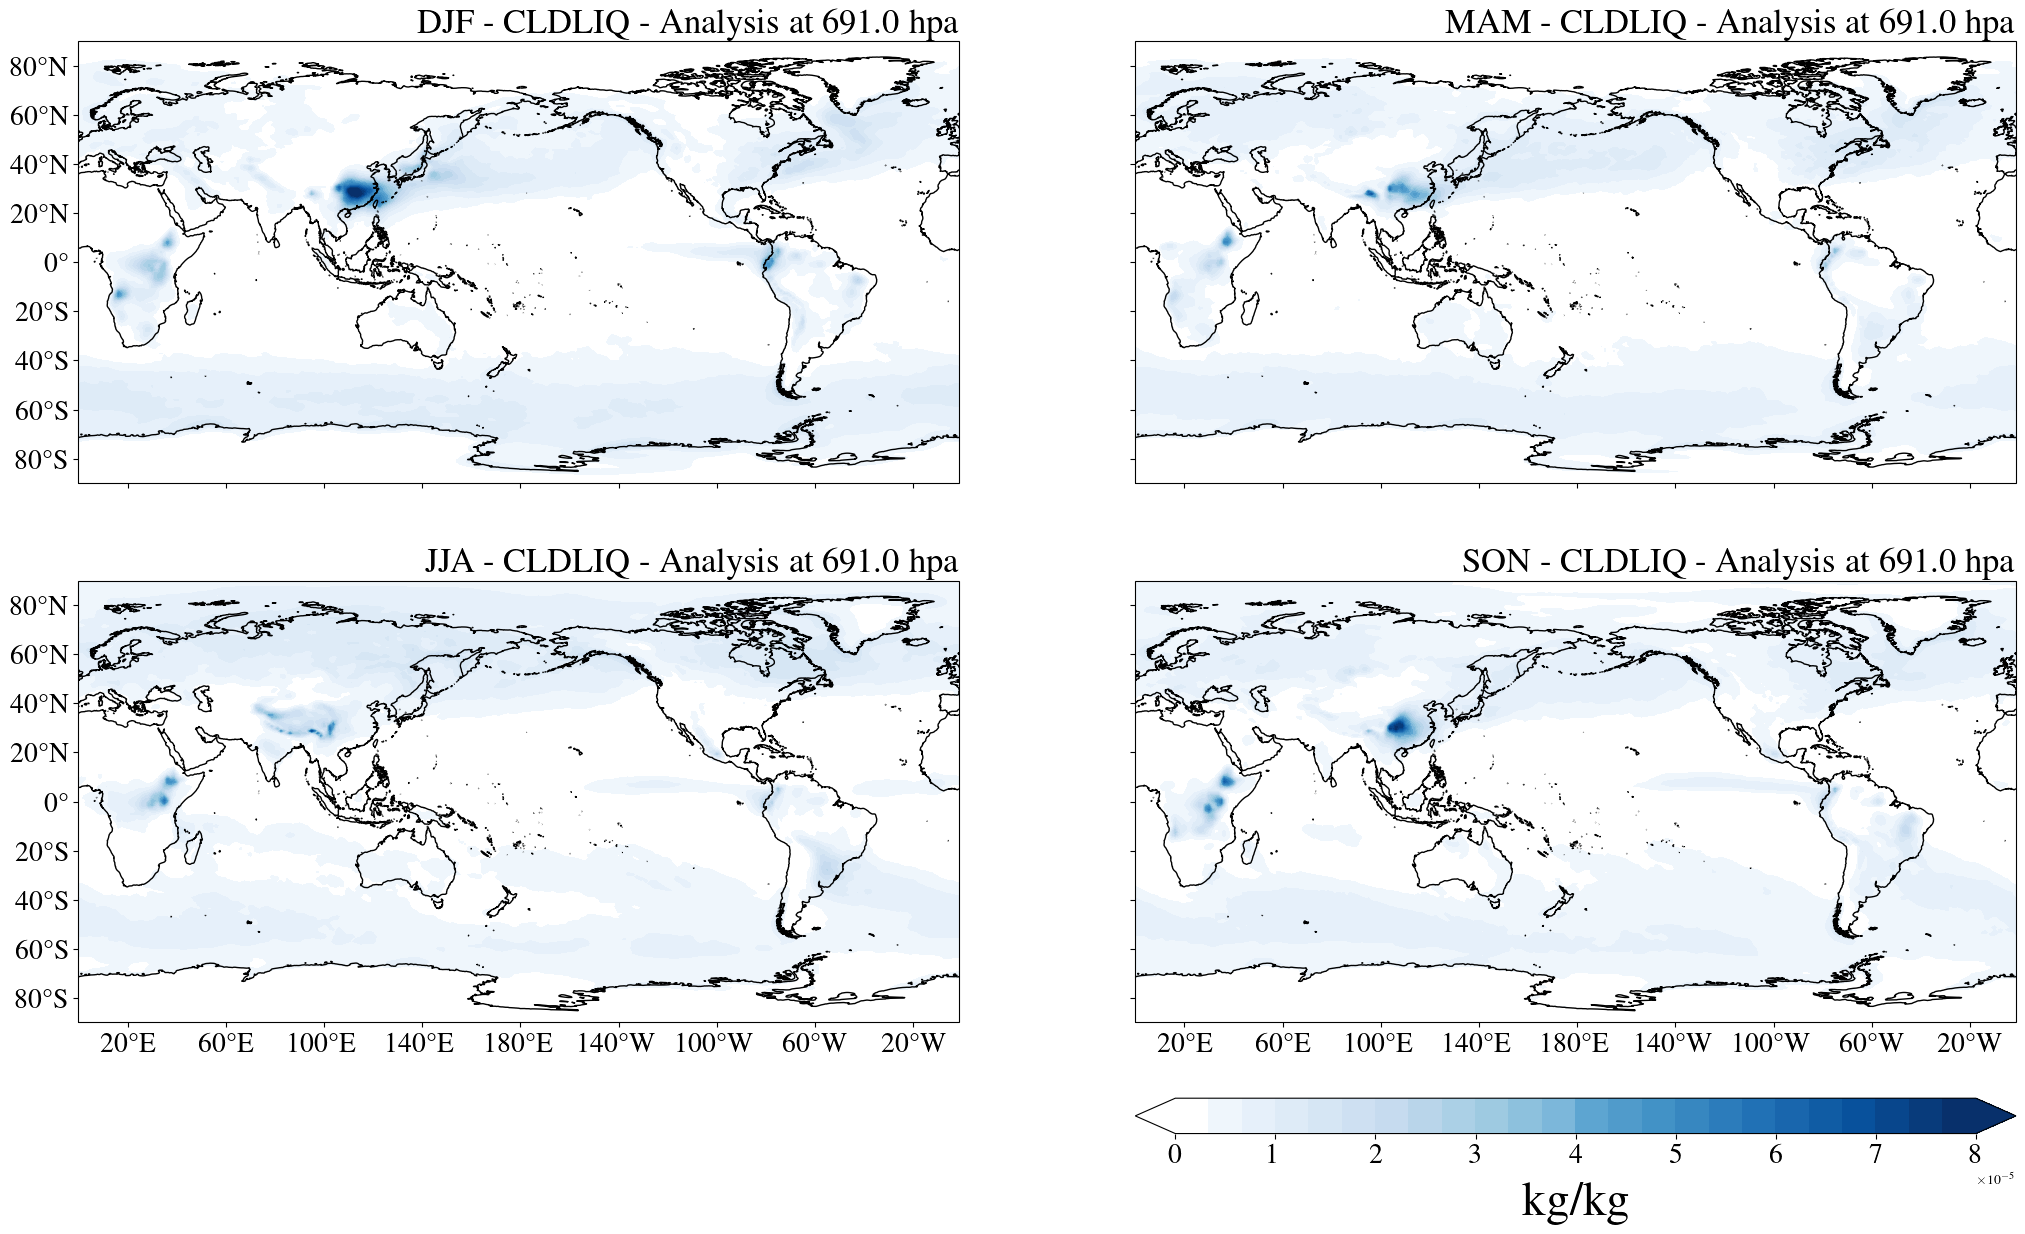 DJF - CLDLIQ - Analysis at 691.0 hpa
MAM - CLDLIQ - Analysis at 691.0 hpa
80°N
60°N
40°N
20°N
0°
20°S
40°S
60°S
80°S
JJA - CLDLIQ - Analysis at 691.0 hpa
SON - CLDLIQ - Analysis at 691.0 hpa
80°N
60°N
40°N
20°N
0°
20°S
40°S
60°S
80°S
20°E 60°E 100°E 140°E 180°E 140°W 100°W 60°W 20°W
20°E 60°E 100°E 140°E 180°E 140°W 100°W 60°W 20°W
0 1 2 3 4 5 6 7 8
×10⁻⁵
kg/kg